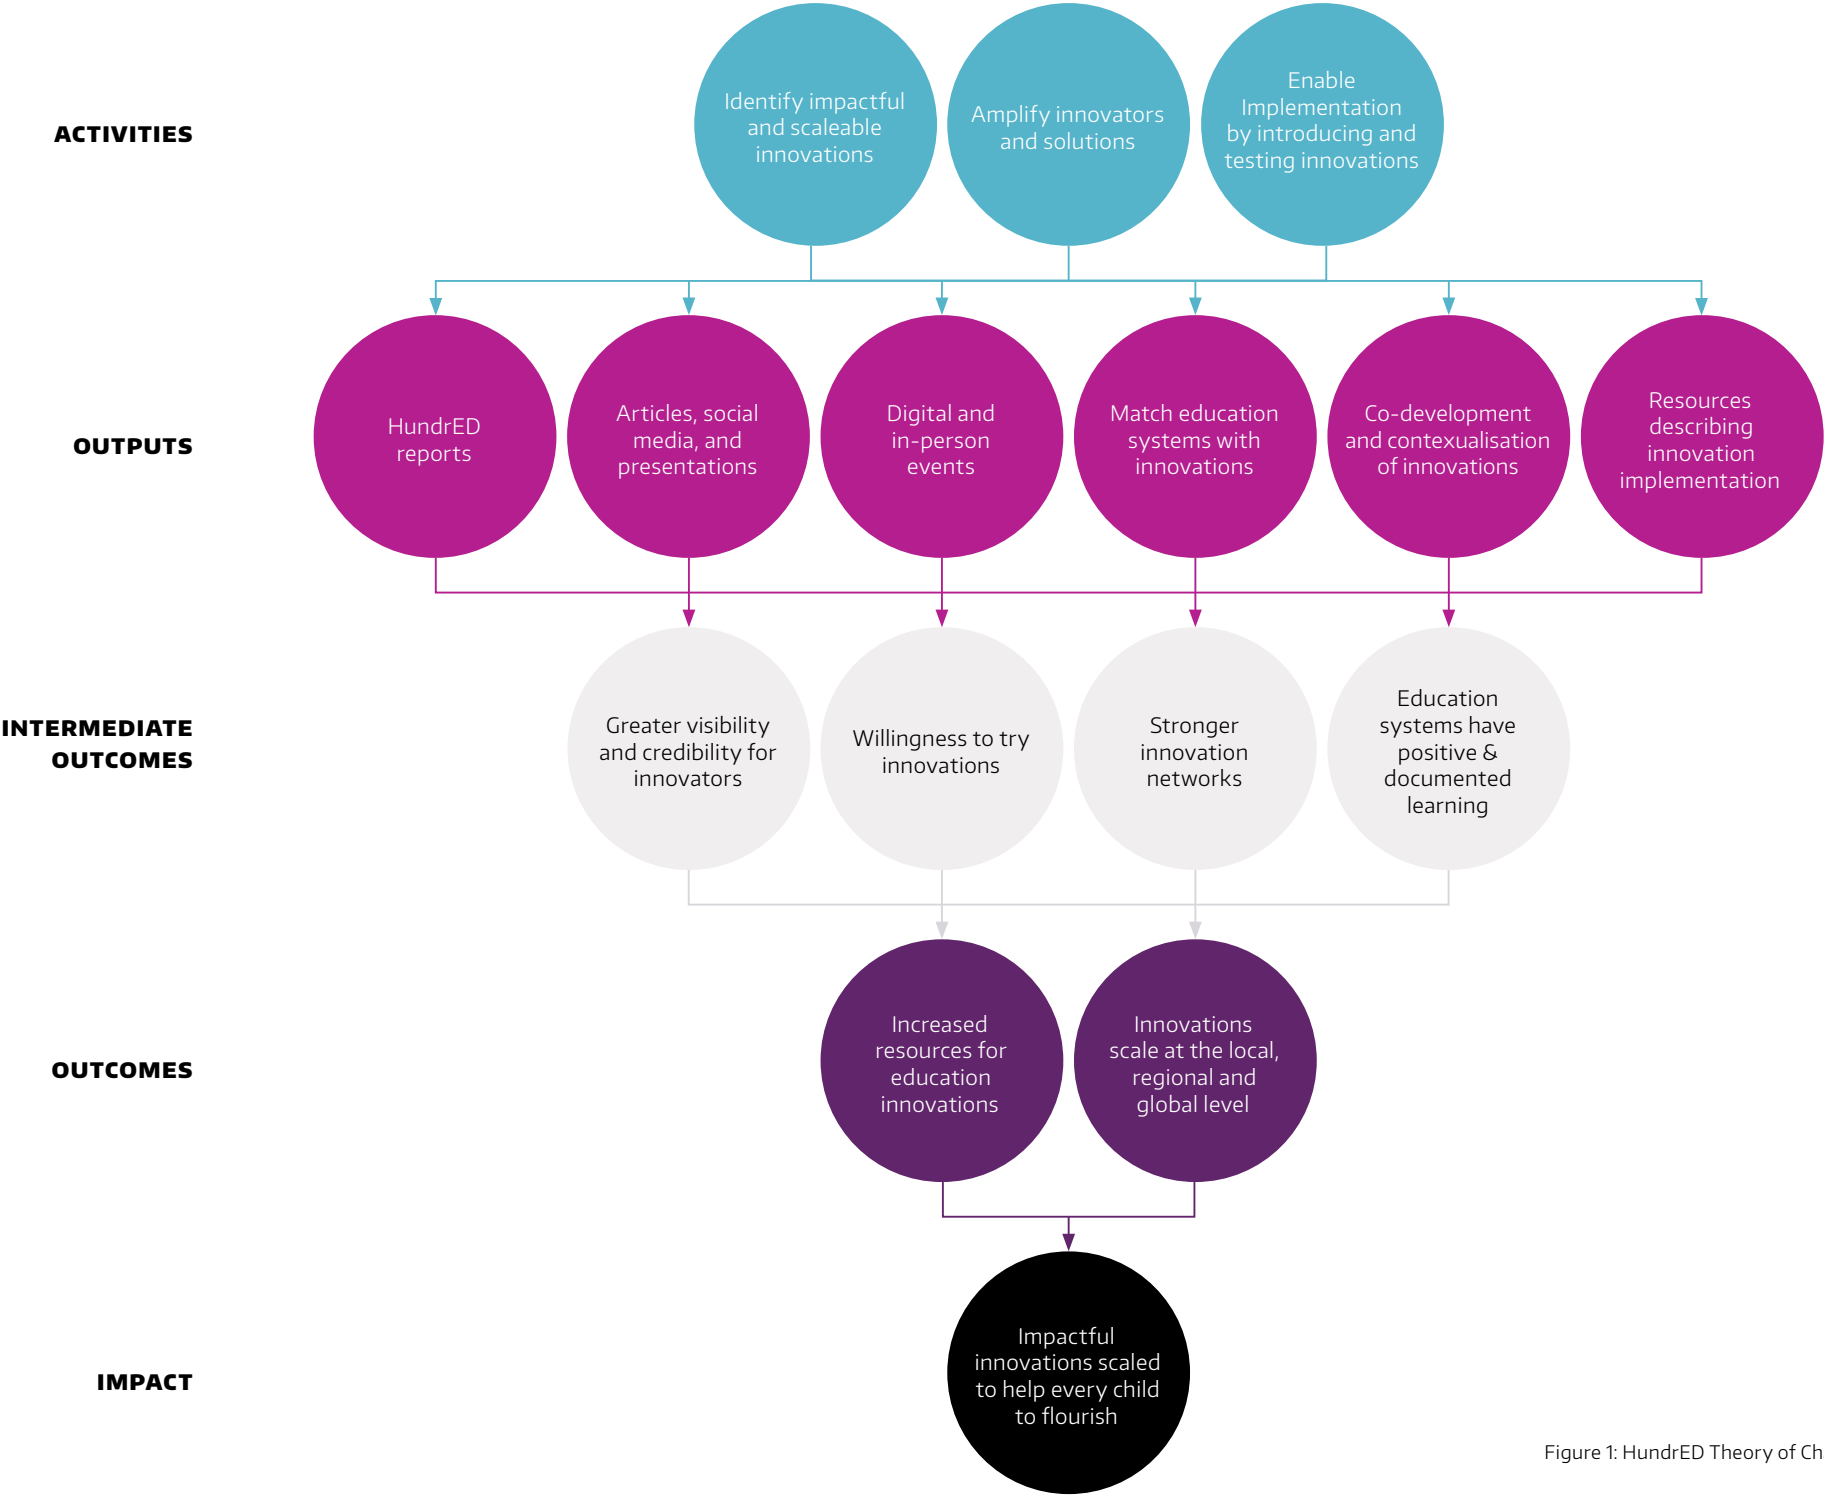 ACTIVITIES
Identify impactful
and scaleable
innovations
Amplify innovators
and solutions
Enable
Implementation
by introducing and
testing innovations
OUTPUTS
HundrED
reports
Articles, social
media, and
presentations
Digital and
in-person
events
Match education
systems with
innovations
Co-development
and contexualisation
of innovations
Resources
describing
innovation
implementation
INTERMEDIATE
OUTCOMES
Greater visibility
and credibility for
innovators
Willingness to try
innovations
Stronger
innovation
networks
Education
systems have
positive &
documented
learning
OUTCOMES
Increased
resources for
education
innovations
Innovations
scale at the local,
regional and
global level
IMPACT
Impactful
innovations scaled
to help every child
to flourish
Figure 1: HundrED Theory of Ch